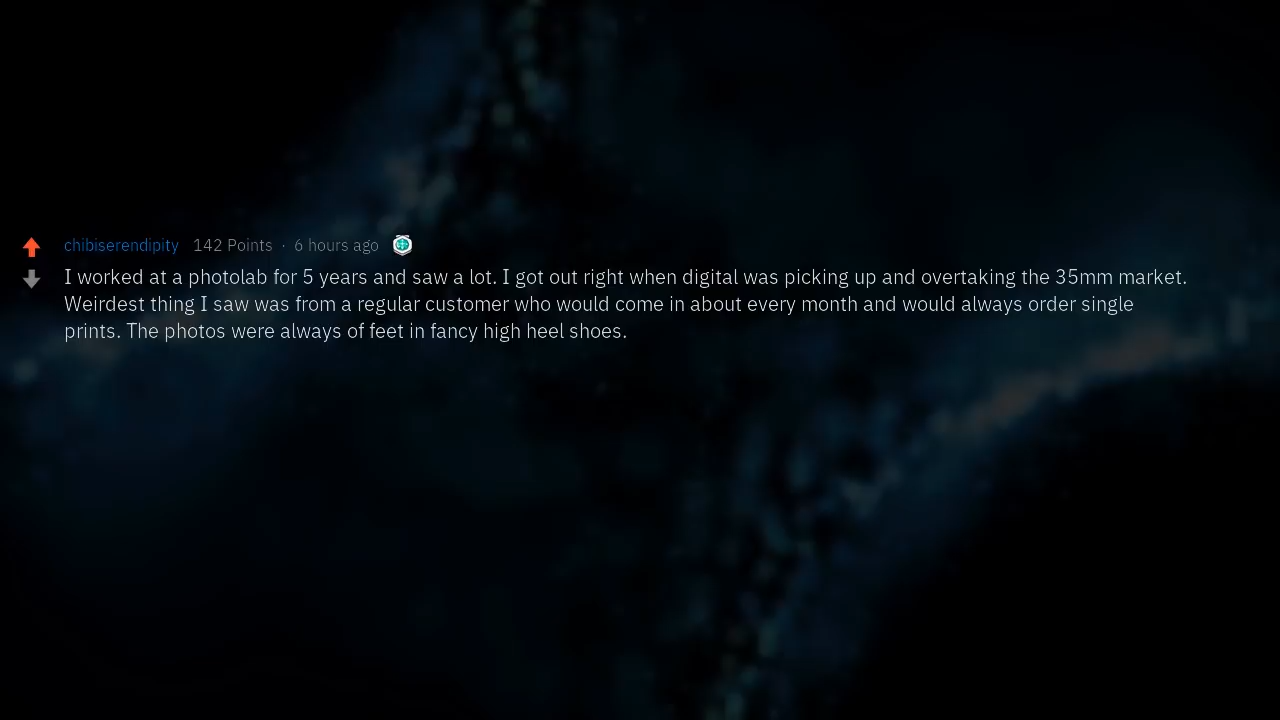 chibiserendipity 142 Points · 6 hours ago
I worked at a photolab for 5 years and saw a lot. I got out right when digital was picking up and overtaking the 35mm market.
Weirdest thing I saw was from a regular customer who would come in about every month and would always order single
prints. The photos were always of feet in fancy high heel shoes.